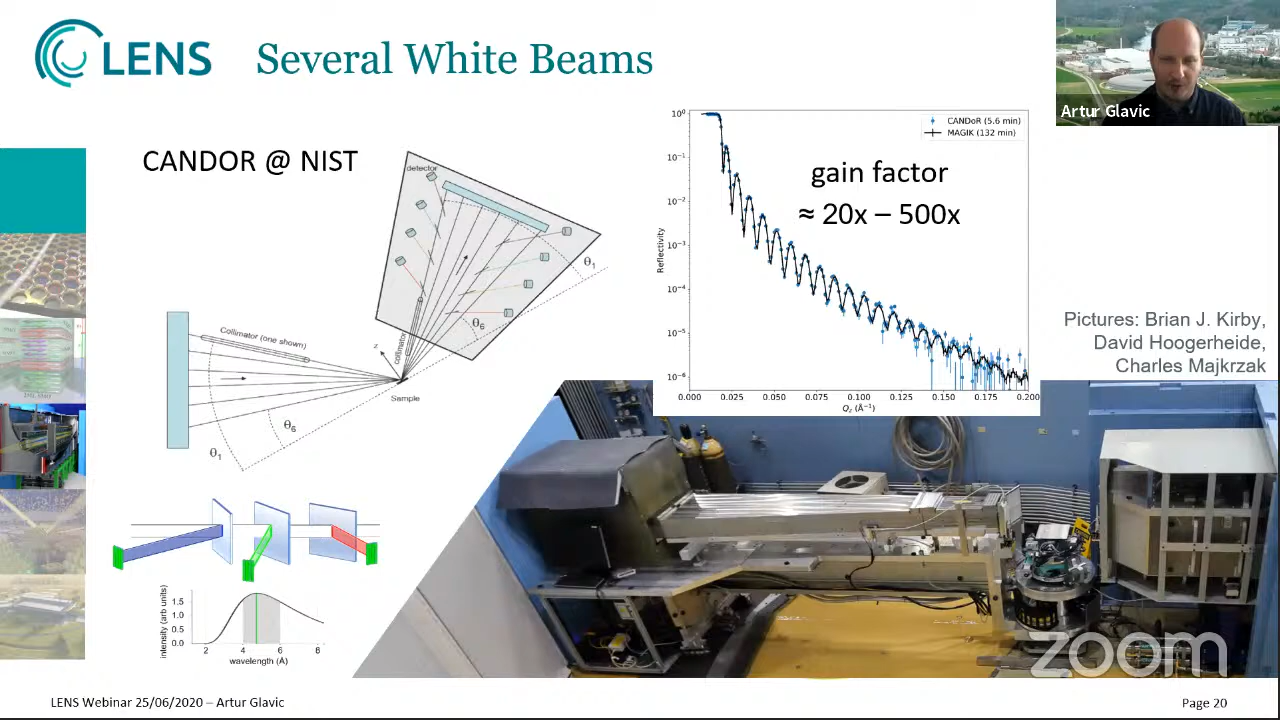 LENS
Several White Beams
Artur Glavic
CANDOR @ NIST
detector
θ1
θ6
Collimator (one shown)
collimator
z
Sample
θ6
θ1
10⁰
10⁻¹
10⁻²
10⁻³
10⁻⁴
10⁻⁵
10⁻⁶
Reflectivity
CANDoR (5.6 min)
MAGIK (132 min)
gain factor
≈ 20x – 500x
0.000 0.025 0.050 0.075 0.100 0.125 0.150 0.175 0.200
Qz (Å⁻¹)
Pictures: Brian J. Kirby,
David Hoogerheide,
Charles Majkrzak
intensity (arb units)
1.5
1.0
0.5
0.0
2 4 6 8
wavelength (Å)
zoom
LENS Webinar 25/06/2020 – Artur Glavic
Page 20